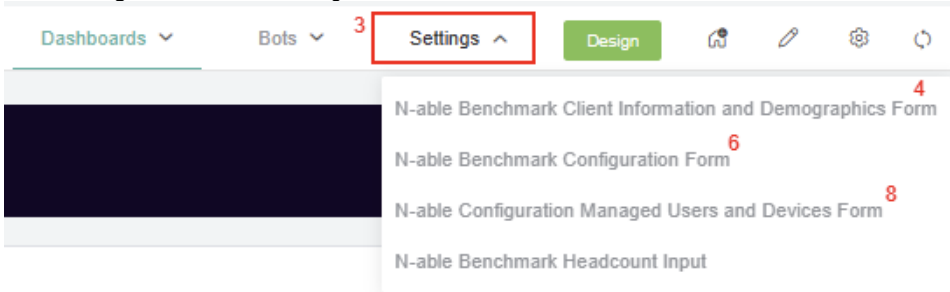 Dashboards Bots 3 Settings Design
4
N-able Benchmark Client Information and Demographics Form
6
N-able Benchmark Configuration Form
8
N-able Configuration Managed Users and Devices Form
N-able Benchmark Headcount Input